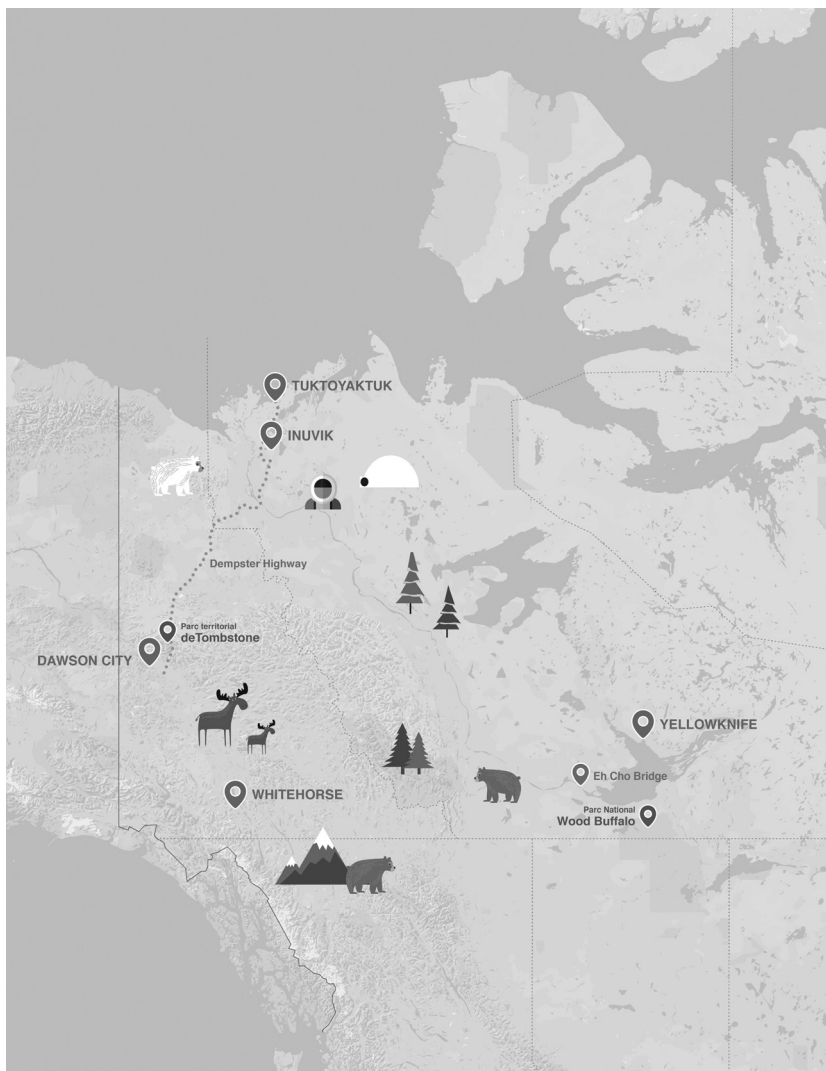 TUKTOYAKTUK
INUVIK
Dempster Highway
Parc territorial
deTombstone
DAWSON CITY
YELLOWKNIFE
Eh Cho Bridge
WHITEHORSE
Parc National
Wood Buffalo